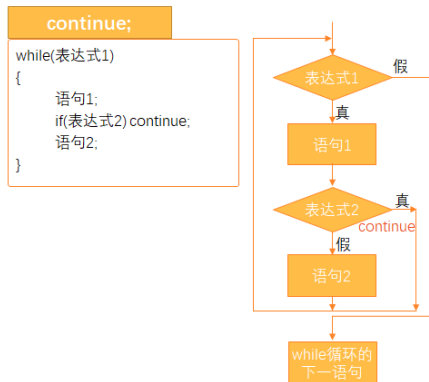 continue;
while(表达式1)
{
语句1;
if(表达式2) continue;
语句2;
}
表达式1
假
真
语句1
表达式2
真
continue
假
语句2
while循环的
下一语句